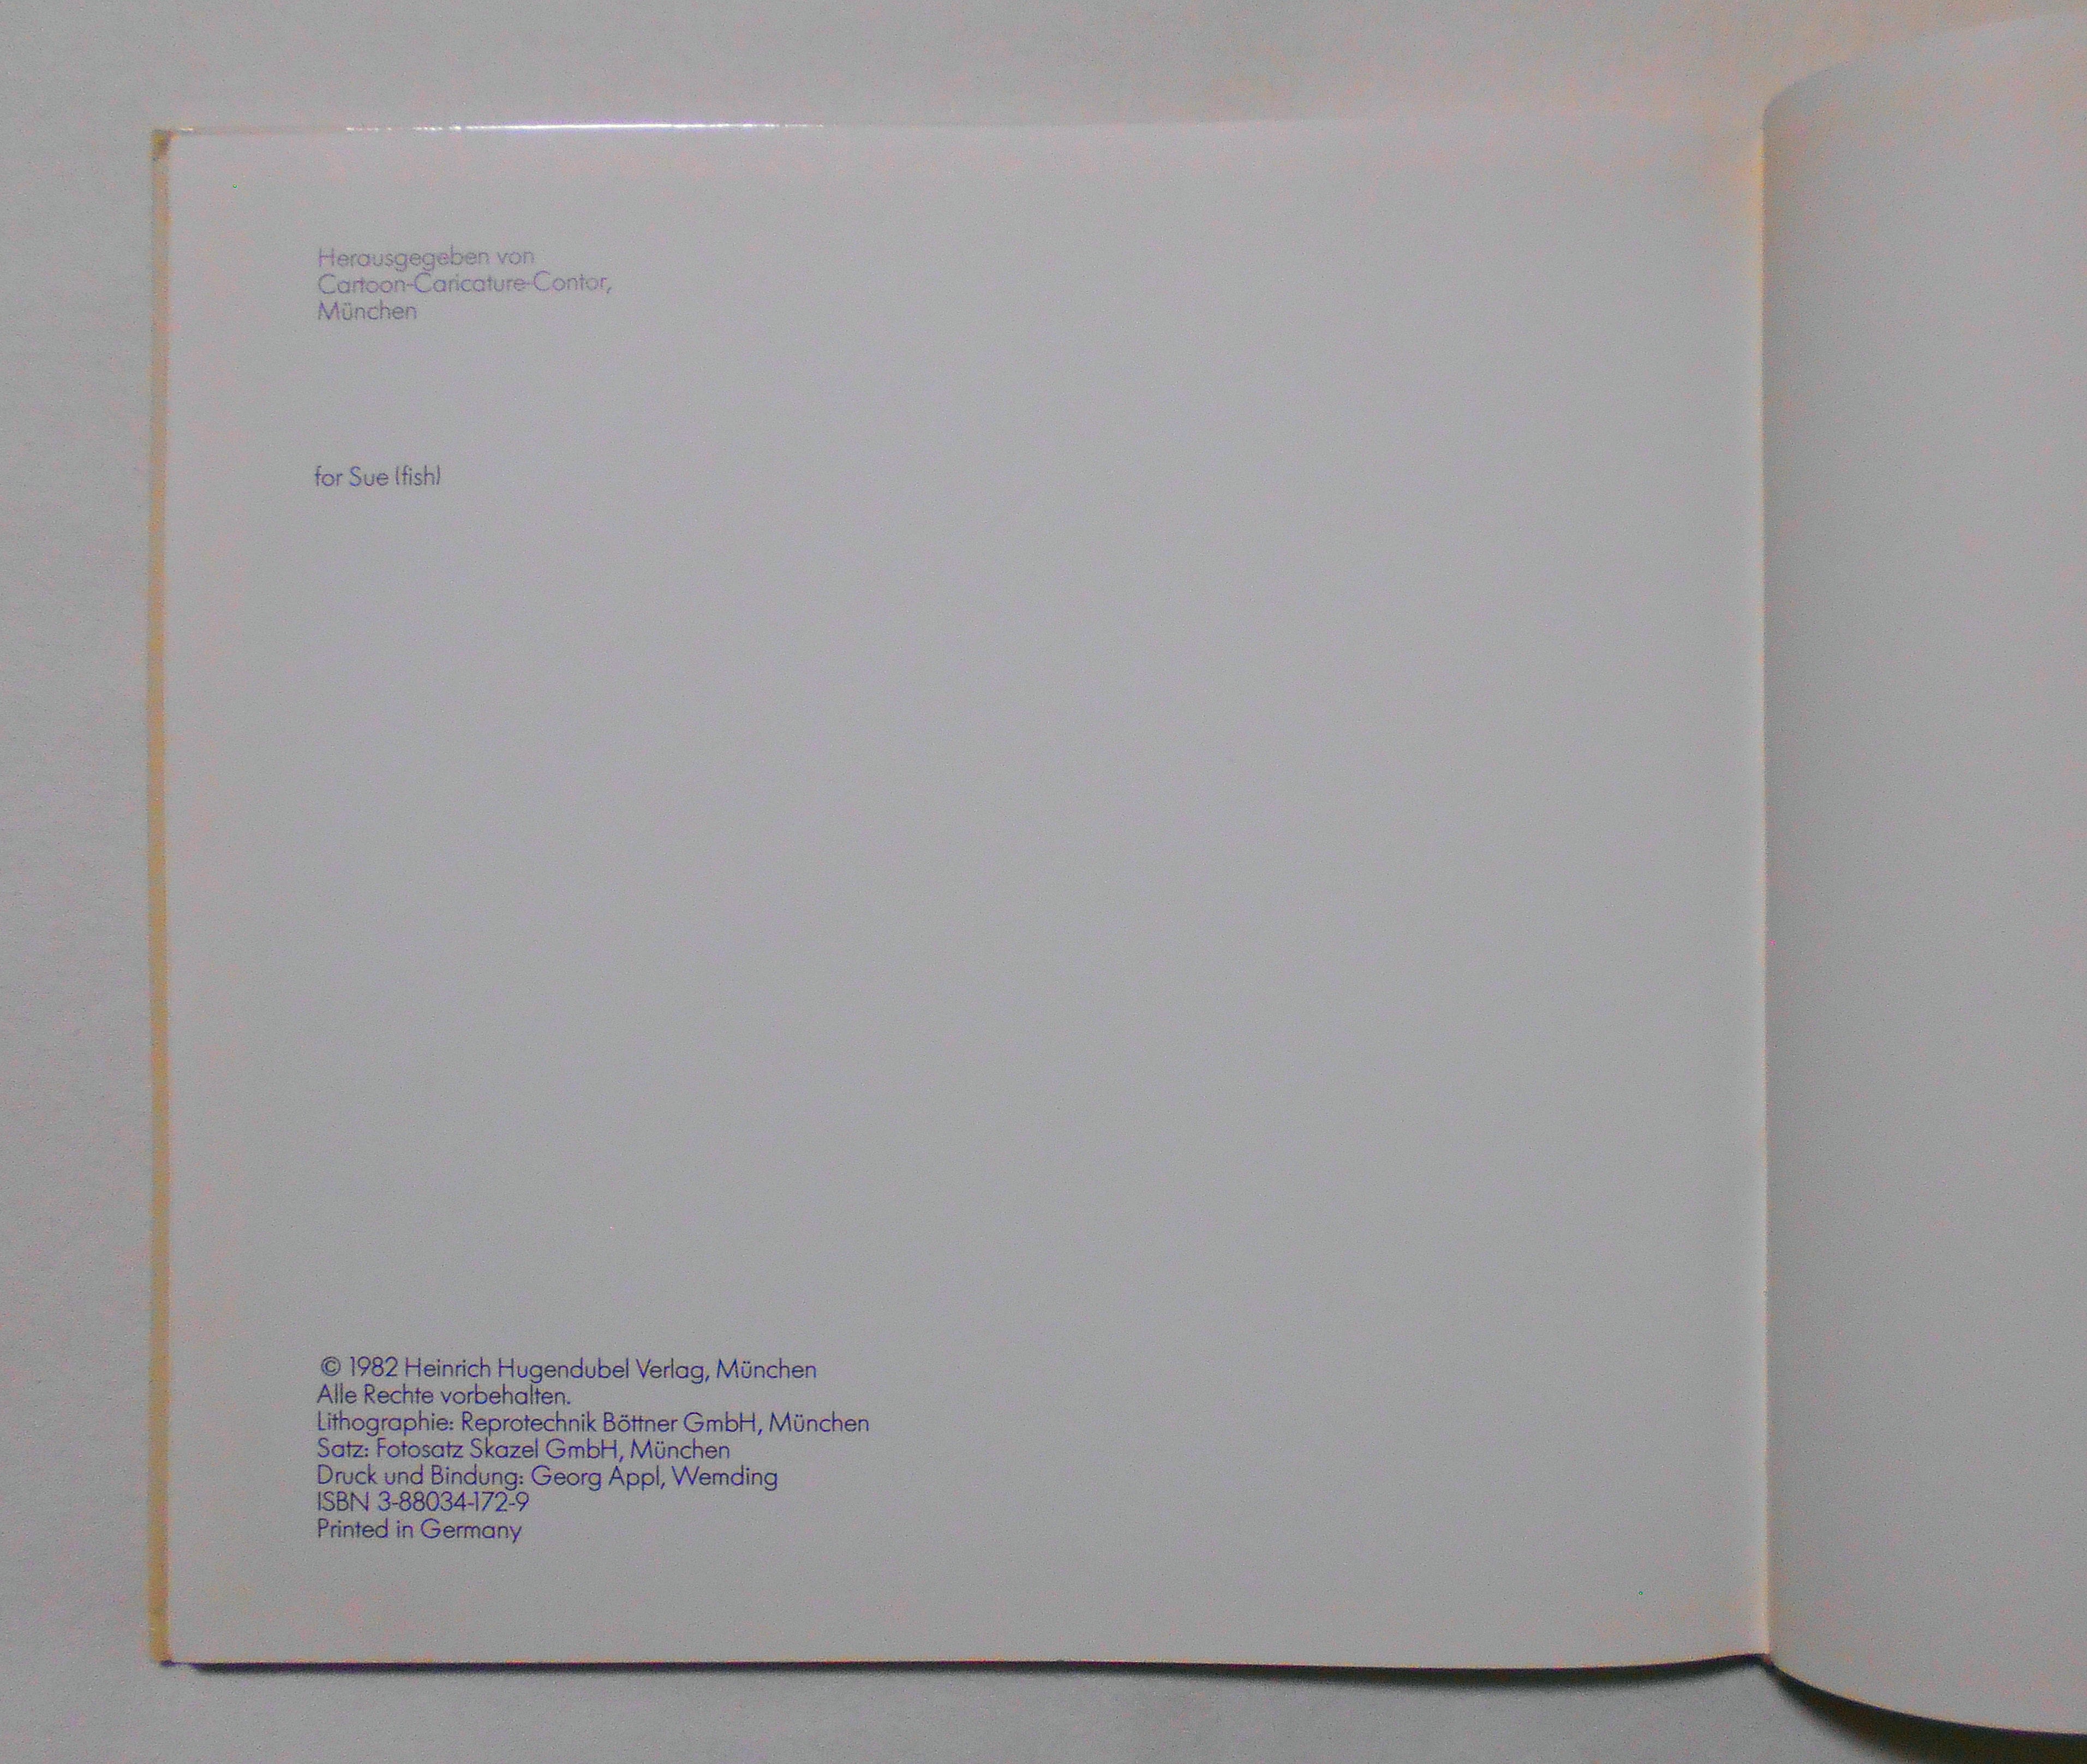 Herausgegeben von
Cartoon-Caricature-Contor,
München
for Sue (fish)
© 1982 Heinrich Hugendubel Verlag, München
Alle Rechte vorbehalten.
Lithographie: Reprotechnik Böttner GmbH, München
Satz: Fotosatz Skazel GmbH, München
Druck und Bindung: Georg Appl, Wemding
ISBN 3-88034-172-9
Printed in Germany